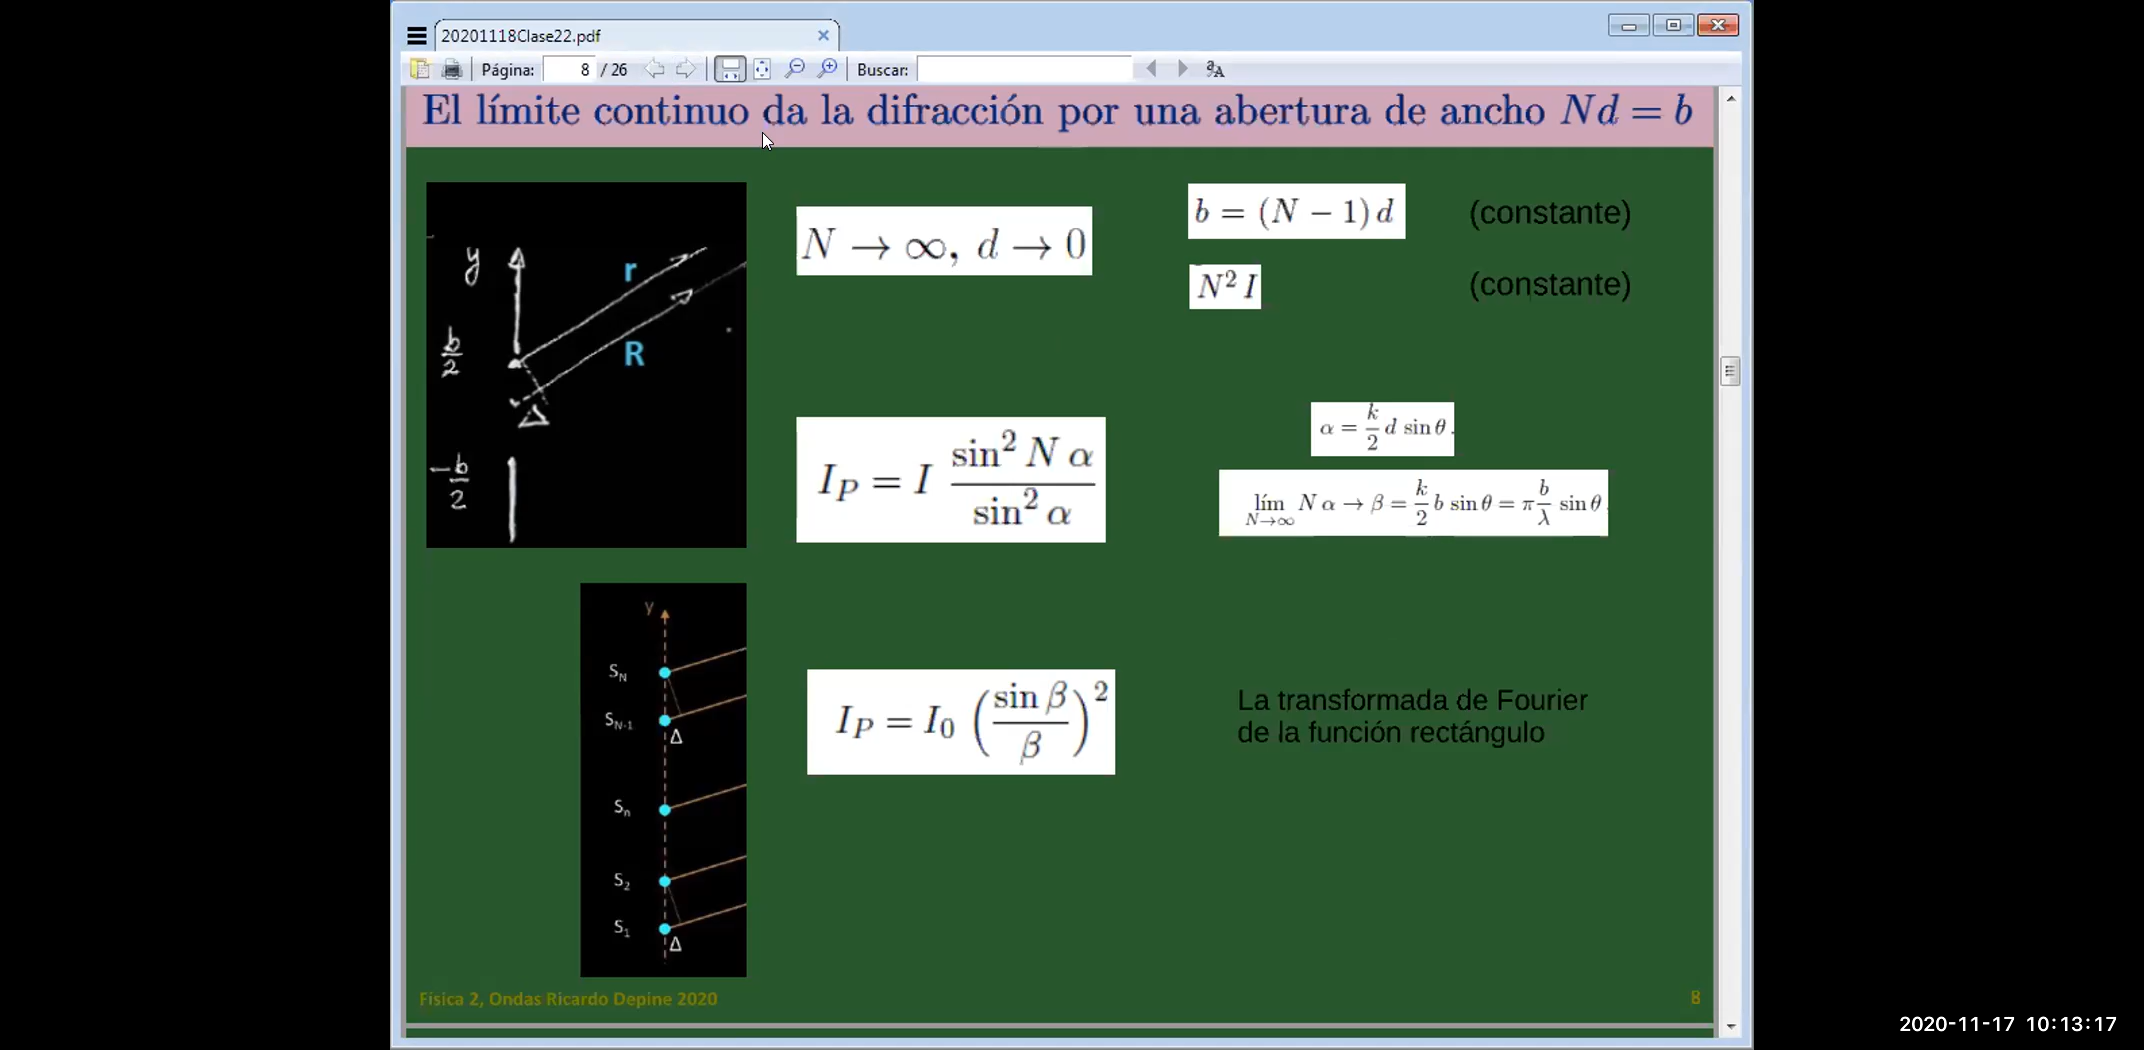 20201118Clase22.pdf
Página: 8 / 26 Buscar:
El límite continuo da la difracción por una abertura de ancho Nd = b
N → ∞, d → 0
b = (N − 1) d (constante)
N² I (constante)
y
r
R
b/2
Δ
−b/2
I_P = I sin² N α / sin² α
α = k/2 d sin θ.
lím N→∞ N α → β = k/2 b sin θ = π b/λ sin θ
y
S_N
S_N-1
Δ
S_n
S_2
S_1
Δ
I_P = I_0 (sin β / β)²
La transformada de Fourier
de la función rectángulo
Física 2, Ondas Ricardo Depine 2020
8
2020-11-17 10:13:17